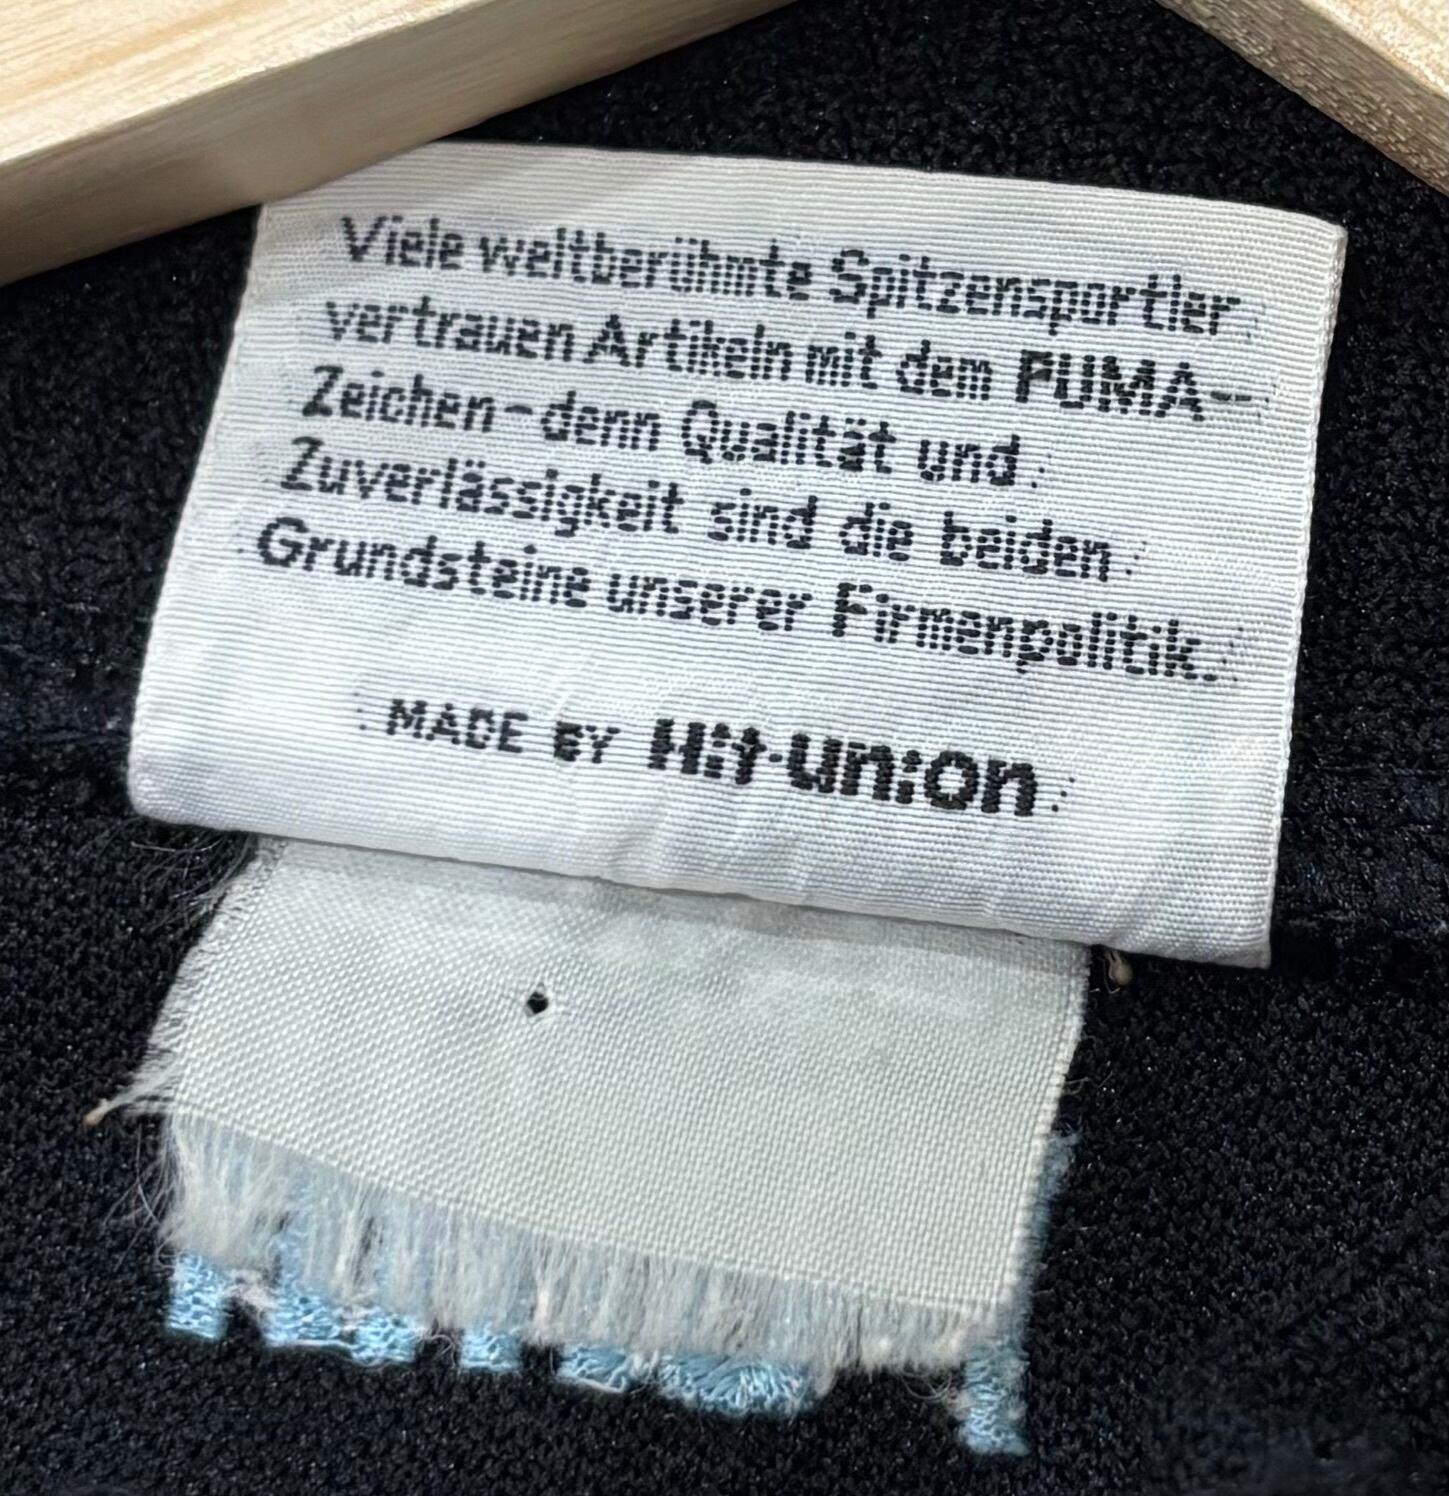 Viele weltberühmte Spitzensportler
vertrauen Artikeln mit dem PUMA-
Zeichen-denn Qualität und
Zuverlässigkeit sind die beiden
Grundsteine unserer Firmenpolitik.
MADE BY Hit-union